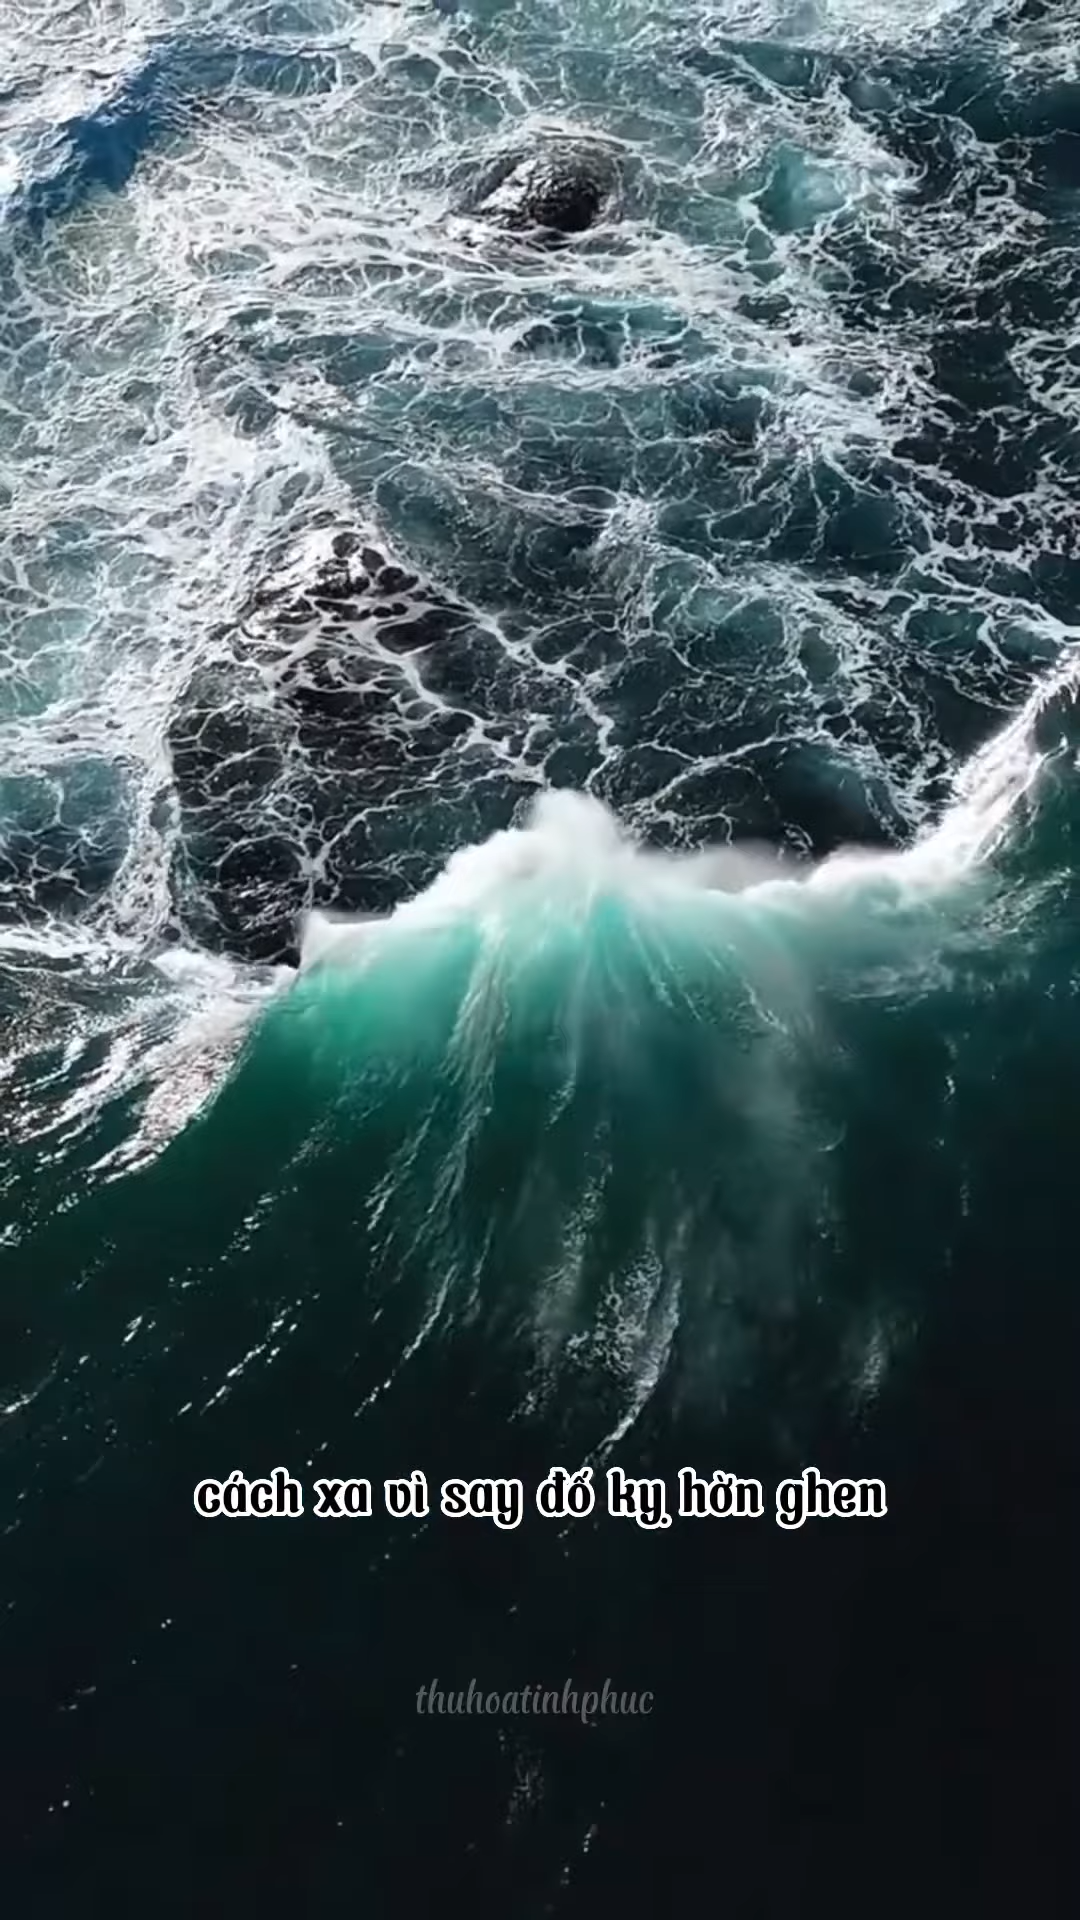 cách xa vì say đố kỵ hờn ghen
thuhoatinhphuc